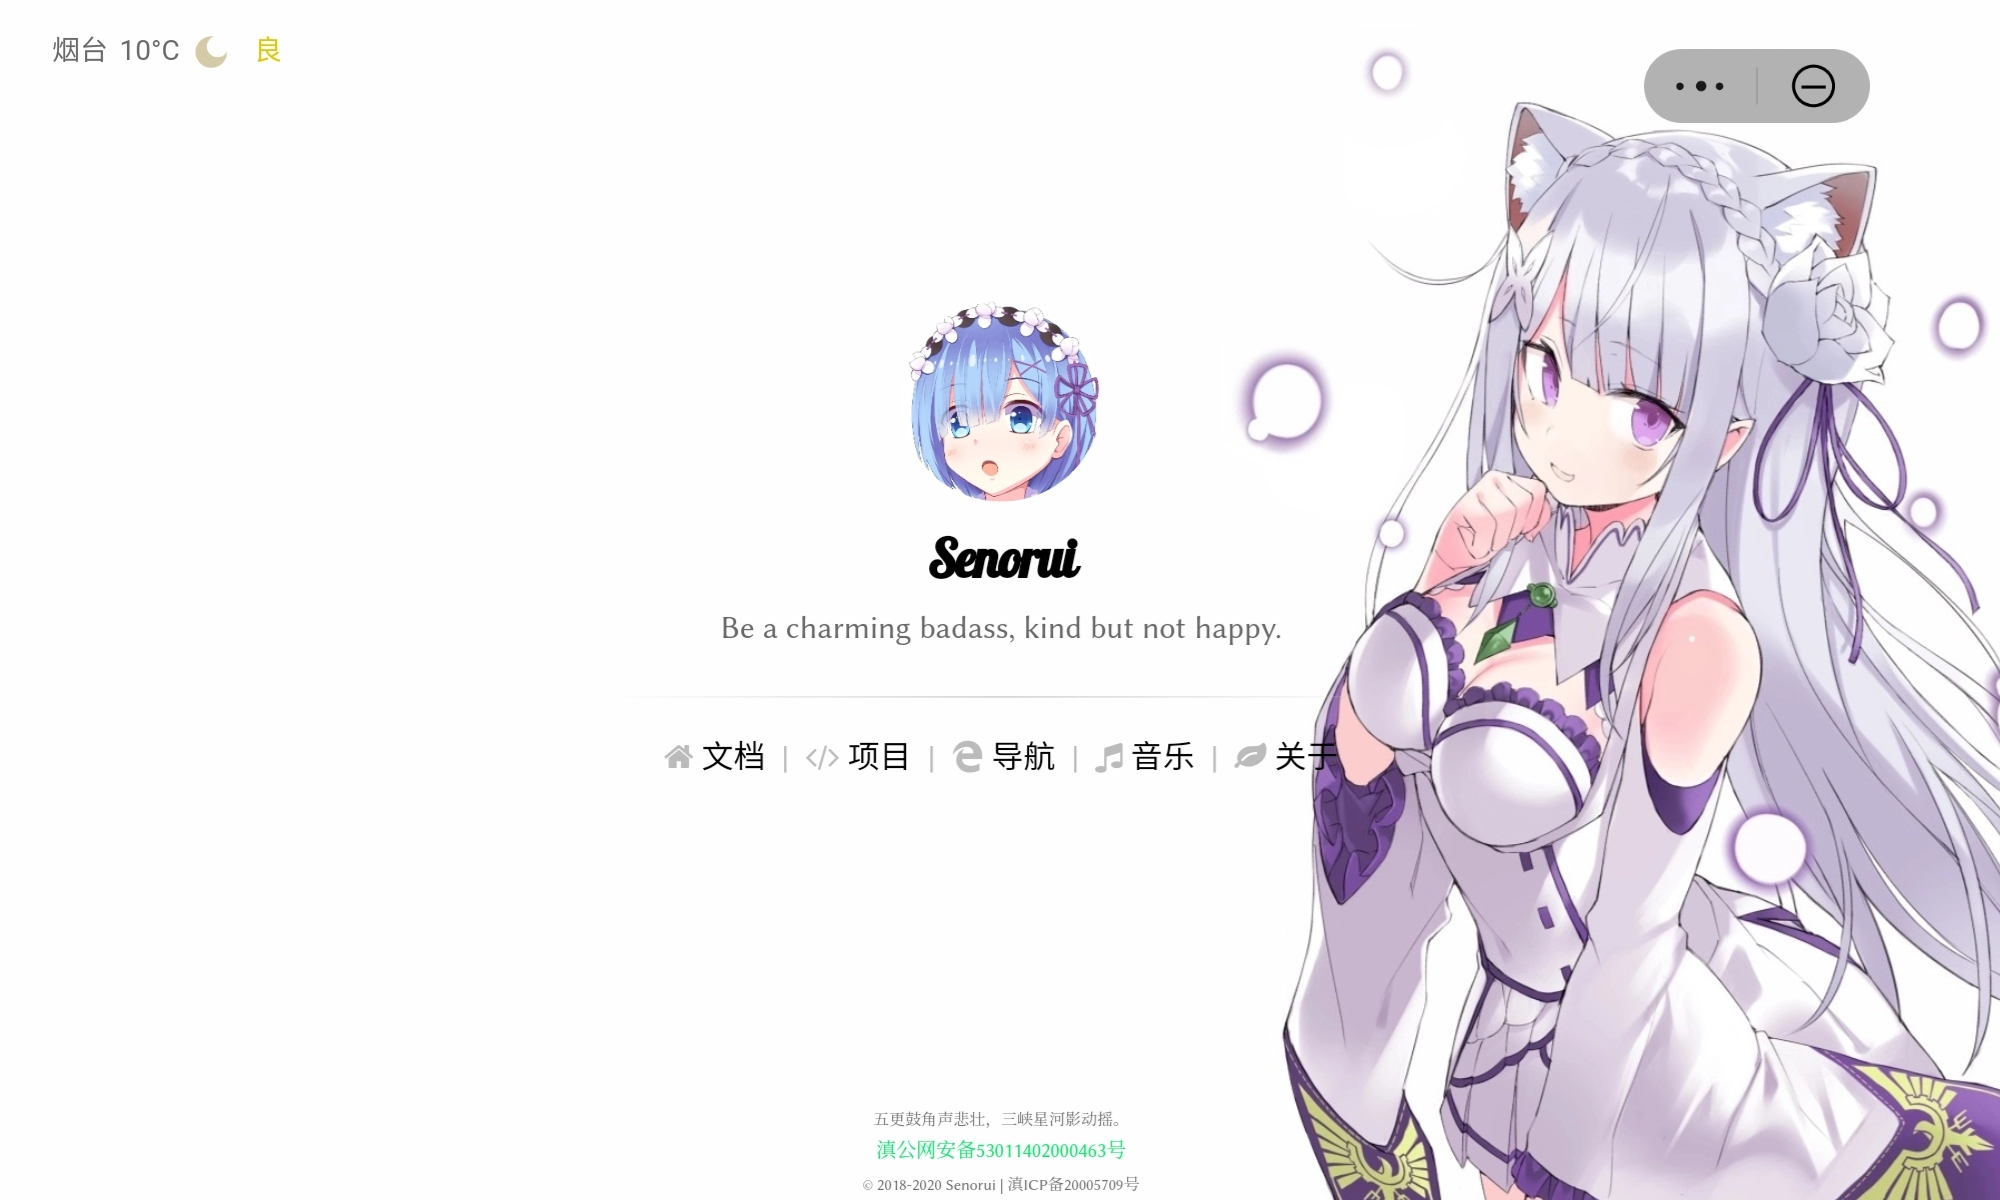 烟台 10°C 良
Senorui
Be a charming badass, kind but not happy.
文档 | 项目 | 导航 | 音乐 | 关于
五更鼓角声悲壮，三峡星河影动摇。
滇公网安备53011402000463号
© 2018-2020 Senorui | 滇ICP备20005709号